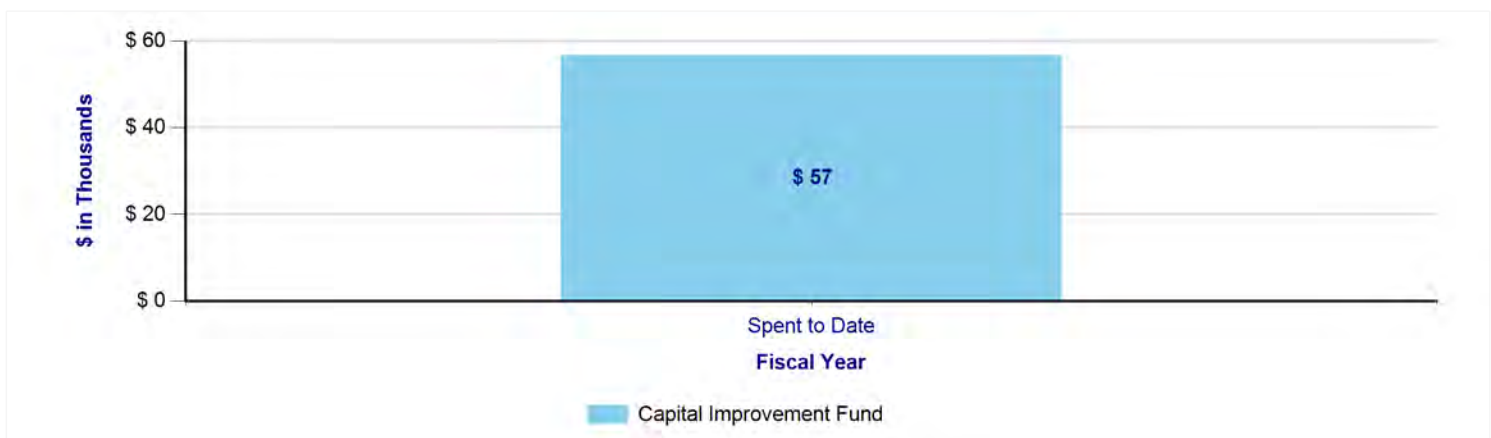 $ 60
$ 40
$ 20
$ 0
$ in Thousands
$ 57
Spent to Date
Fiscal Year
Capital Improvement Fund